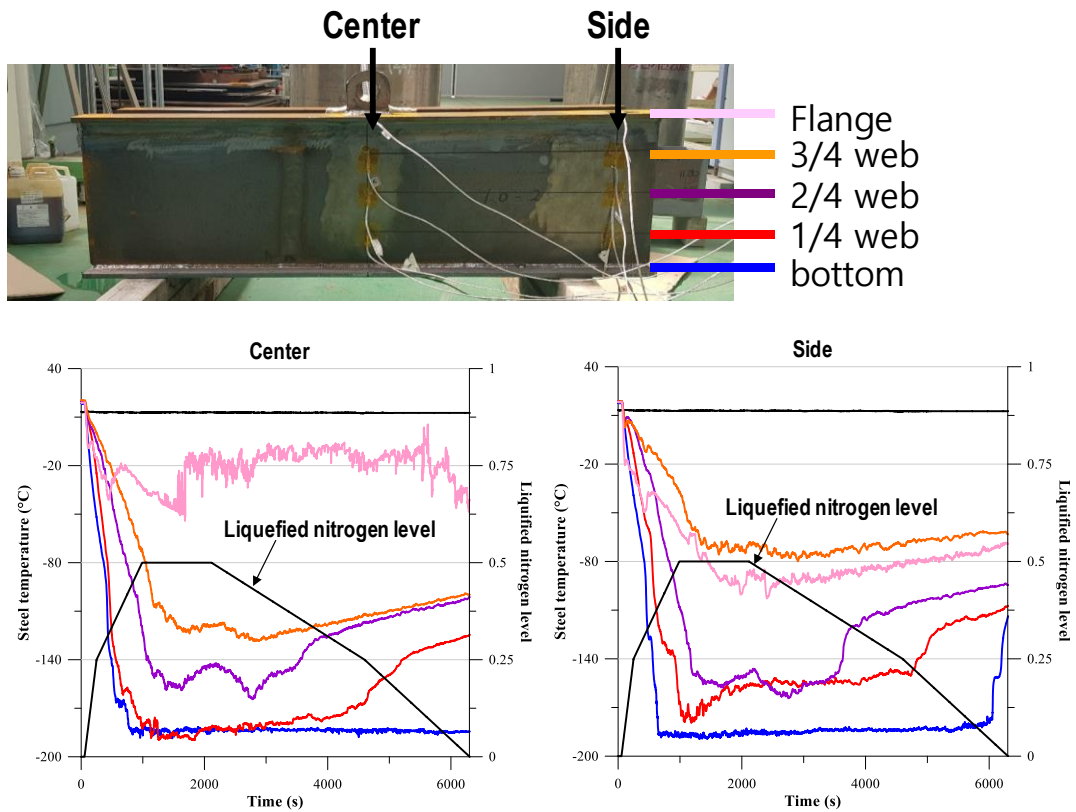 Center
Side
Flange
3/4 web
2/4 web
1/4 web
bottom
Center
40
-20
-80
-140
-200
Steel temperature (°C)
Liquefied nitrogen level
1
0.75
0.5
0.25
0
Liquified nitrogen level
0
2000
4000
6000
Time (s)
Side
40
-20
-80
-140
-200
Steel temperature (°C)
Liquefied nitrogen level
1
0.75
0.5
0.25
0
Liquified nitrogen level
0
2000
4000
6000
Time (s)